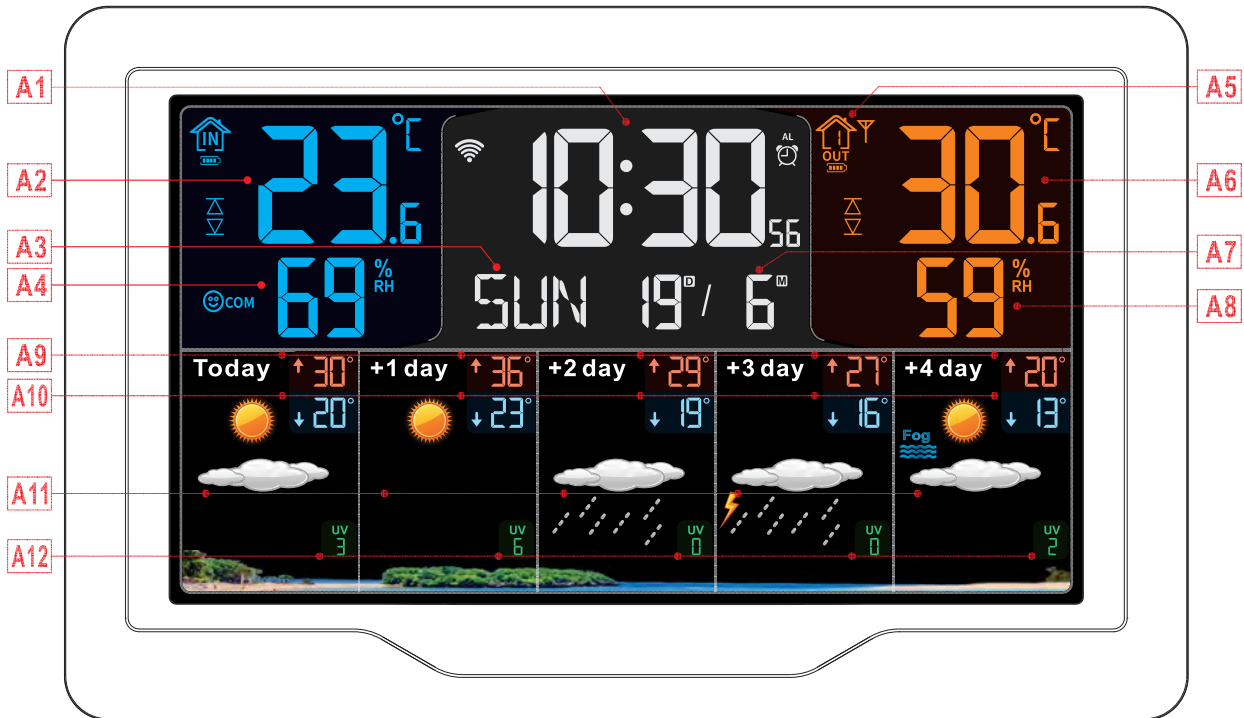 A1
A5
IN
23.6 °C
10:30 56
AL
1
OUT
30.6 °C
A2
A6
A3
A7
A4
☺COM
69 % RH
SUN 19 D / 6 M
59 % RH
A8
A9
Today ↑ 30° +1 day ↑ 36° +2 day ↑ 29° +3 day ↑ 27° +4 day ↑ 20°
A10
↓ 20° ↓ 23° ↓ 19° ↓ 16° ↓ 13°
Fog
A11
UV UV UV UV UV
3 6 0 0 2
A12